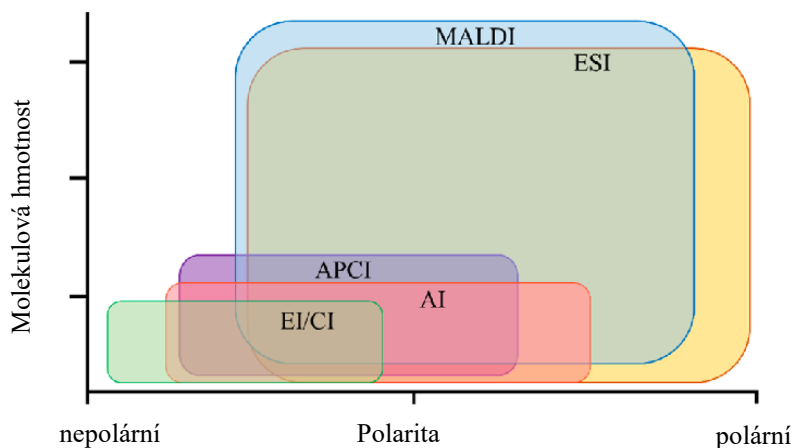 MALDI
ESI
APCI
AI
EI/CI
Molekulová hmotnost
nepolární
Polarita
polární